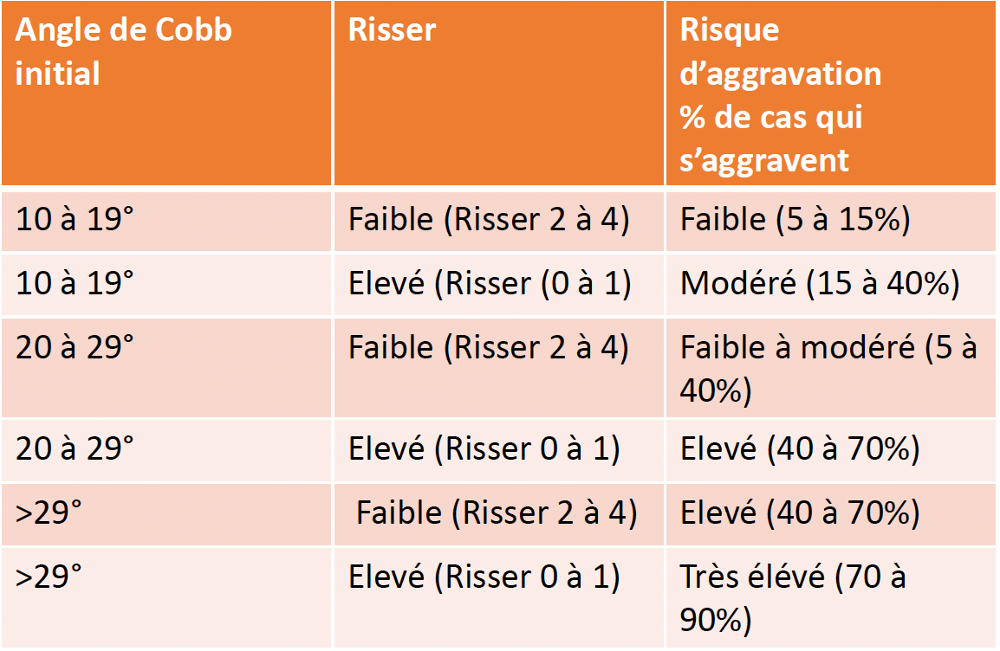 Angle de Cobb
initial
Risser
Risque
d’aggravation
% de cas qui
s’aggravent
10 à 19°
Faible (Risser 2 à 4)
Faible (5 à 15%)
10 à 19°
Elevé (Risser (0 à 1)
Modéré (15 à 40%)
20 à 29°
Faible (Risser 2 à 4)
Faible à modéré (5 à
40%)
20 à 29°
Elevé (Risser 0 à 1)
Elevé (40 à 70%)
>29°
Faible (Risser 2 à 4)
Elevé (40 à 70%)
>29°
Elevé (Risser 0 à 1)
Très élévé (70 à
90%)